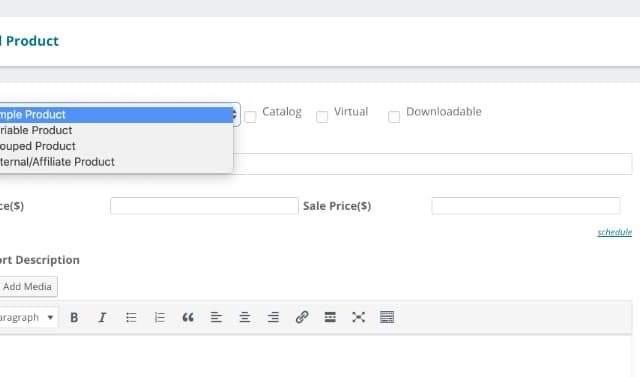 l Product
mple Product
riable Product
ouped Product
ternal/Affiliate Product
Catalog
Virtual
Downloadable
ce($)
Sale Price($)
schedule
rt Description
Add Media
aragraph
B I